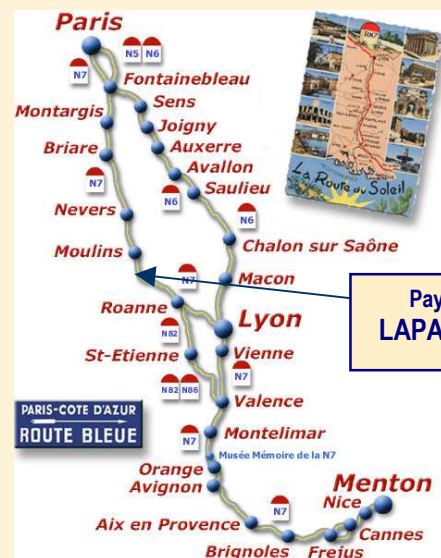 Paris
N5 N6
N7
Fontainebleau
Sens
Montargis
Joigny
Briare
Auxerre
N7
Avallon
Saulieu
N6
Nevers
N6
Moulins
Chalon sur Saône
N7
Macon
Roanne
Lyon
N82
St-Etienne
Vienne
N7
N82 N86
Valence
PARIS-COTE D'AZUR
ROUTE BLEUE
N7
Montelimar
Musée Mémoire de la N7
Orange
Avignon
Menton
Nice
N7
Aix en Provence
Cannes
Frejus
Brignoles
La Route du Soleil
RN7
Pay
LAPA